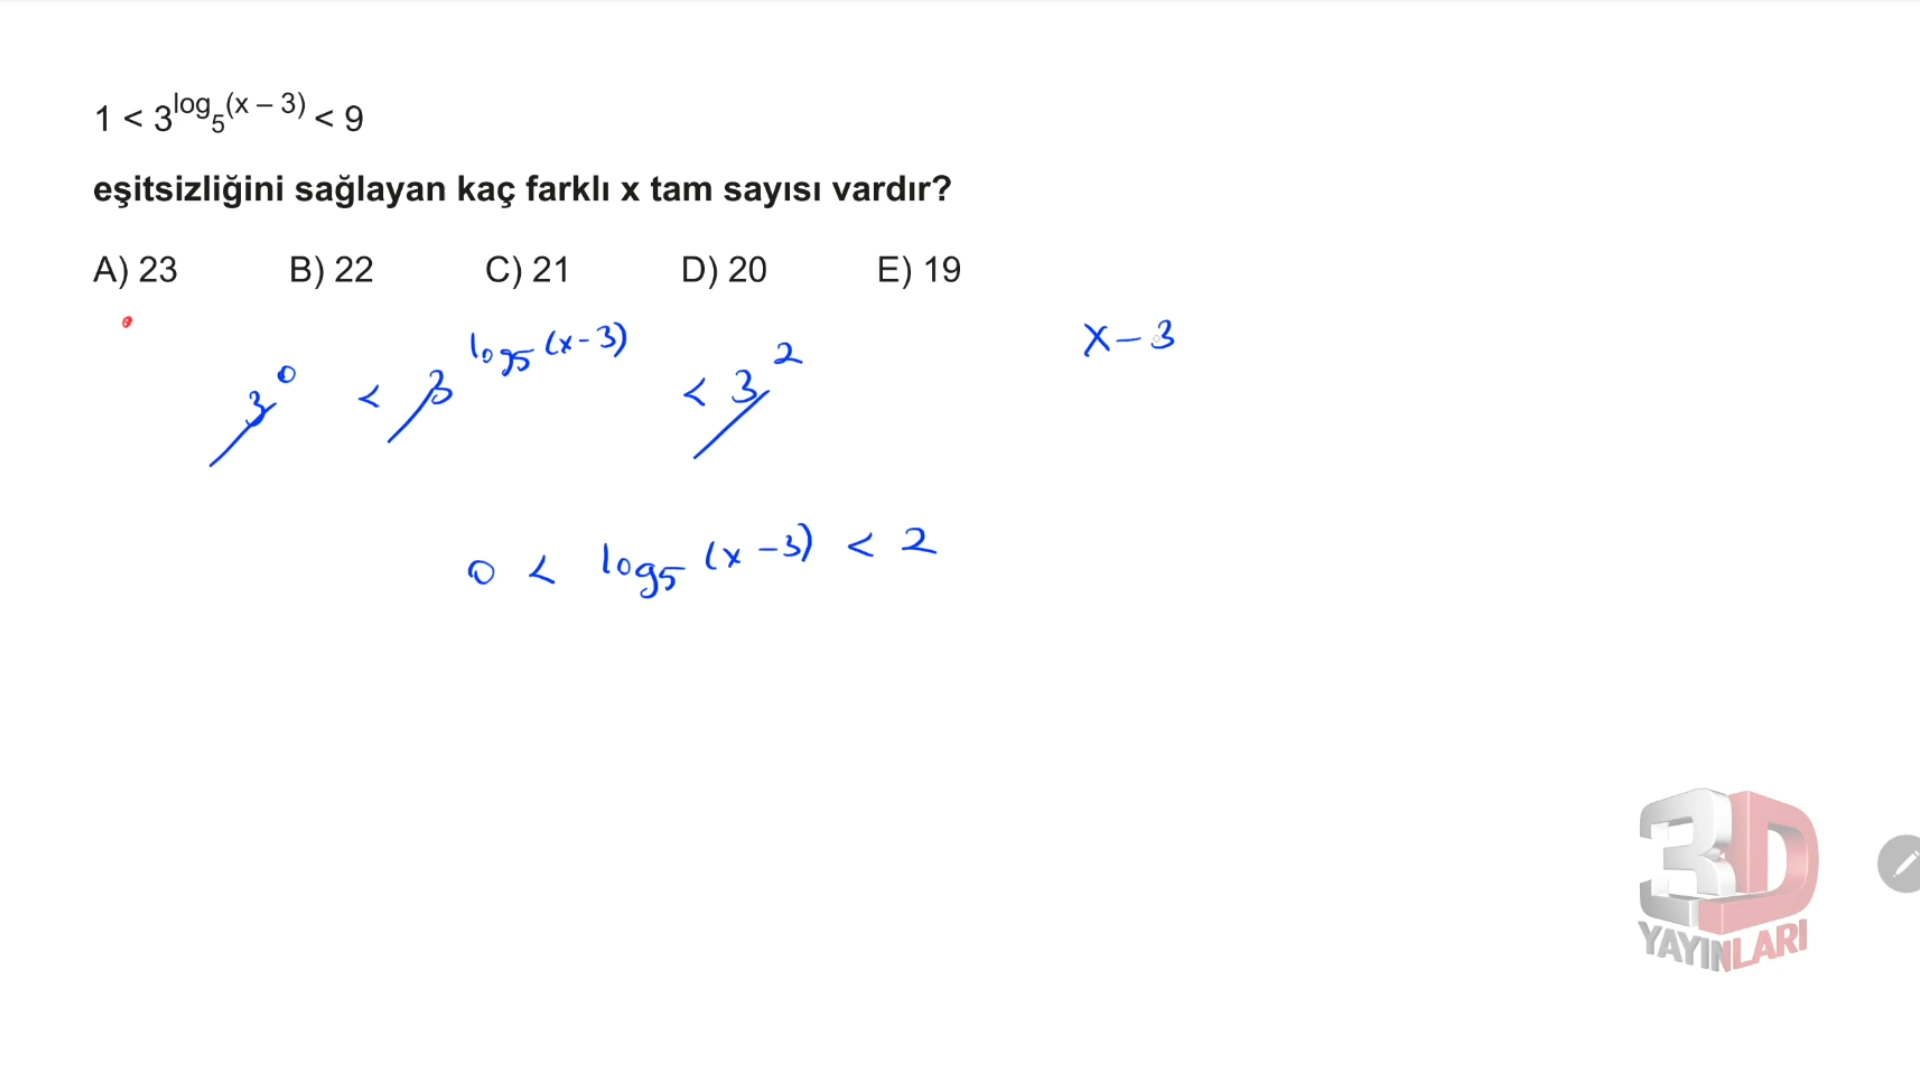 1 < 3^log₅(x – 3) < 9
eşitsizliğini sağlayan kaç farklı x tam sayısı vardır?
A) 23 B) 22 C) 21 D) 20 E) 19
3^0 < 3^log₅(x-3) < 3^2
x-3
0 < log₅(x-3) < 2
3D
YAYINLARI